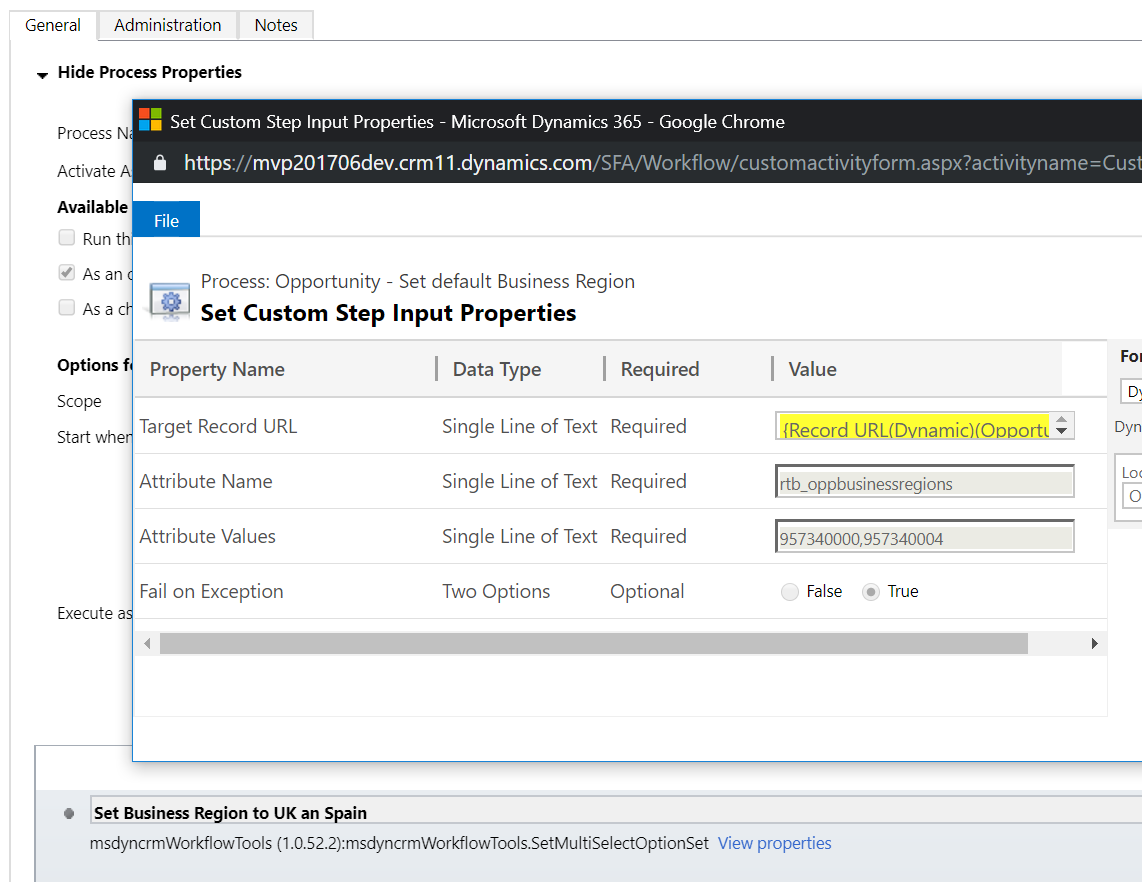 General
Administration
Notes
Hide Process Properties
Process Na
Activate A
Available
Run thi
As an o
As a ch
Options fo
Scope
Start when
Execute as
Set Custom Step Input Properties - Microsoft Dynamics 365 - Google Chrome
https://mvp201706dev.crm11.dynamics.com/SFA/Workflow/customactivityform.aspx?activityname=Cust
File
Process: Opportunity - Set default Business Region
Set Custom Step Input Properties
Property Name Data Type Required Value
Target Record URL Single Line of Text Required {Record URL(Dynamic)(Opportu
Attribute Name Single Line of Text Required rtb_oppbusinessregions
Attribute Values Single Line of Text Required 957340000,957340004
Fail on Exception Two Options Optional False True
For
Dy
Dyn
Loo
O
Set Business Region to UK an Spain
msdyncrmWorkflowTools (1.0.52.2):msdyncrmWorkflowTools.SetMultiSelectOptionSet View properties